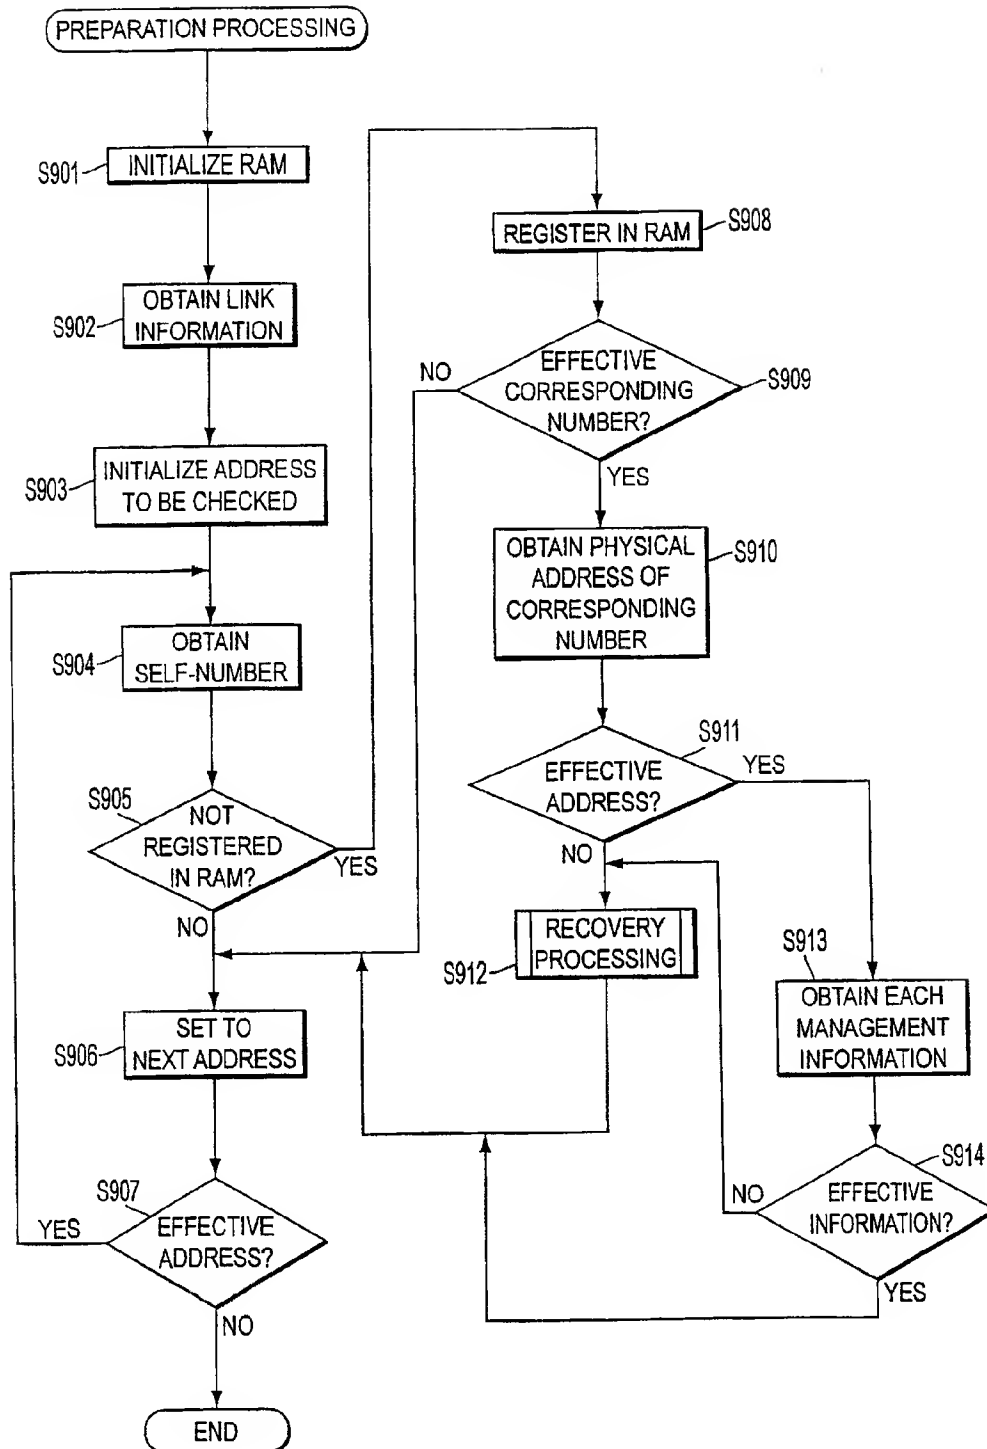 PREPARATION PROCESSING
S901
INITIALIZE RAM
S902
OBTAIN LINK
INFORMATION
S903
INITIALIZE ADDRESS
TO BE CHECKED
S904
OBTAIN
SELF-NUMBER
S905
NOT
REGISTERED
IN RAM?
YES
NO
S906
SET TO
NEXT ADDRESS
S907
YES
EFFECTIVE
ADDRESS?
NO
END
REGISTER IN RAM
S908
NO
EFFECTIVE
CORRESPONDING
NUMBER?
S909
YES
OBTAIN PHYSICAL
ADDRESS OF
CORRESPONDING
NUMBER
S910
S911
EFFECTIVE
ADDRESS?
YES
NO
RECOVERY
PROCESSING
S912
S913
OBTAIN EACH
MANAGEMENT
INFORMATION
S914
NO
EFFECTIVE
INFORMATION?
YES